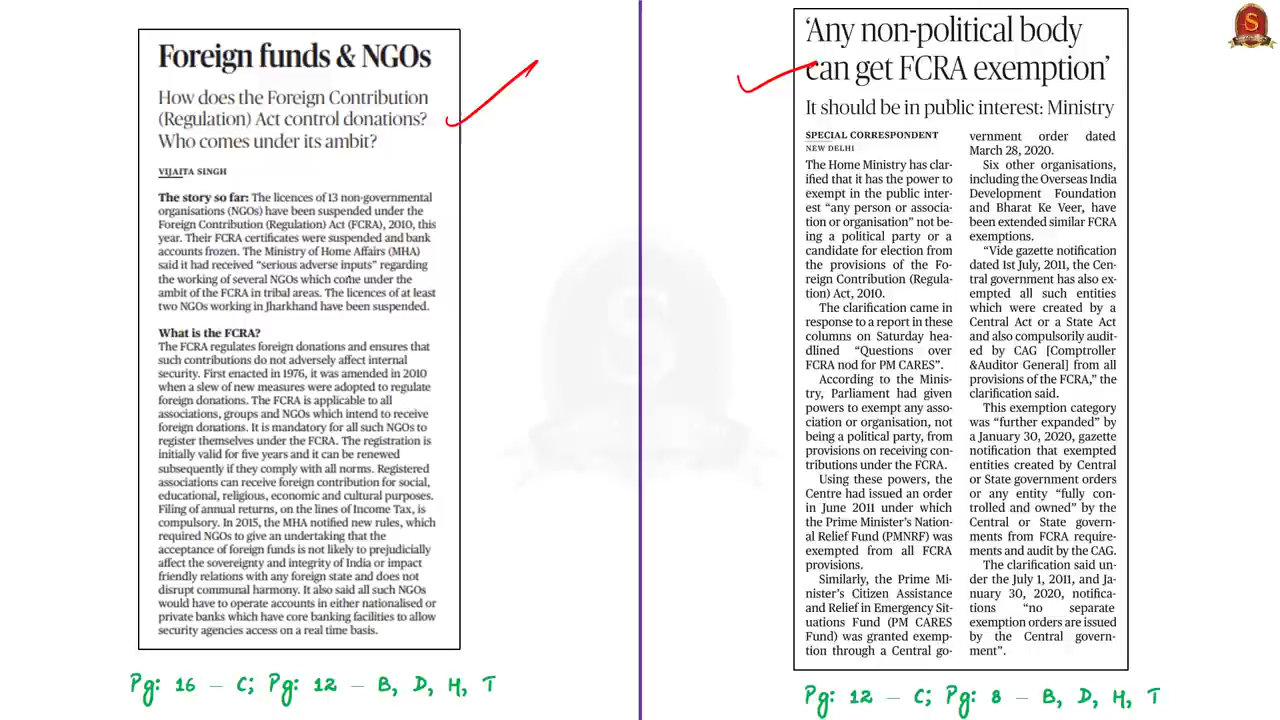 Foreign funds & NGOs
How does the Foreign Contribution
(Regulation) Act control donations?
Who comes under its ambit?
VIJAITA SINGH
The story so far: The licences of 13 non-governmental
organisations (NGOs) have been suspended under the
Foreign Contribution (Regulation) Act (FCRA), 2010, this
year. Their FCRA certificates were suspended and bank
accounts frozen. The Ministry of Home Affairs (MHA)
said it had received “serious adverse inputs” regarding
the working of several NGOs which come under the
ambit of the FCRA in tribal areas. The licences of at least
two NGOs working in Jharkhand have been suspended.
What is the FCRA?
The FCRA regulates foreign donations and ensures that
such contributions do not adversely affect internal
security. First enacted in 1976, it was amended in 2010
when a slew of new measures were adopted to regulate
foreign donations. The FCRA is applicable to all
associations, groups and NGOs which intend to receive
foreign donations. It is mandatory for all such NGOs to
register themselves under the FCRA. The registration is
initially valid for five years and it can be renewed
subsequently if they comply with all norms. Registered
associations can receive foreign contribution for social,
educational, religious, economic and cultural purposes.
Filing of annual returns, on the lines of Income Tax, is
compulsory. In 2015, the MHA notified new rules, which
required NGOs to give an undertaking that the
acceptance of foreign funds is not likely to prejudicially
affect the sovereignty and integrity of India or impact
friendly relations with any foreign state and does not
disrupt communal harmony. It also said all such NGOs
would have to operate accounts in either nationalised or
private banks which have core banking facilities to allow
security agencies access on a real time basis.
Pg: 16 – C; Pg: 12 – B, D, H, T
‘Any non-political body
can get FCRA exemption’
It should be in public interest: Ministry
SPECIAL CORRESPONDENT
NEW DELHI
The Home Ministry has clar-
ified that it has the power to
exempt in the public inter-
est “any person or associa-
tion or organisation” not be-
ing a political party or a
candidate for election from
the provisions of the Fo-
reign Contribution (Regula-
tion) Act, 2010.
The clarification came in
response to a report in these
columns on Saturday hea-
dlined “Questions over
FCRA nod for PM CARES”.
According to the Minis-
try, Parliament had given
powers to exempt any asso-
ciation or organisation, not
being a political party, from
provisions on receiving con-
tributions under the FCRA.
Using these powers, the
Centre had issued an order
in June 2011 under which
the Prime Minister’s Nation-
al Relief Fund (PMNRF) was
exempted from all FCRA
provisions.
Similarly, the Prime Mi-
nister’s Citizen Assistance
and Relief in Emergency Sit-
uations Fund (PM CARES
Fund) was granted exemp-
tion through a Central go-
vernment order dated
March 28, 2020.
Six other organisations,
including the Overseas India
Development Foundation
and Bharat Ke Veer, have
been extended similar FCRA
exemptions.
“Vide gazette notification
dated 1st July, 2011, the Cen-
tral government has also ex-
empted all such entities
which were created by a
Central Act or a State Act
and also compulsorily audit-
ed by CAG [Comptroller
&Auditor General] from all
provisions of the FCRA,” the
clarification said.
This exemption category
was “further expanded” by
a January 30, 2020, gazette
notification that exempted
entities created by Central
or State government orders
or any entity “fully con-
trolled and owned” by the
Central or State govern-
ments from FCRA require-
ments and audit by the CAG.
The clarification said un-
der the July 1, 2011, and Ja-
nuary 30, 2020, notifica-
tions “no separate
exemption orders are issued
by the Central govern-
ment”.
Pg: 12 – C; Pg: 8 – B, D, H, T
S